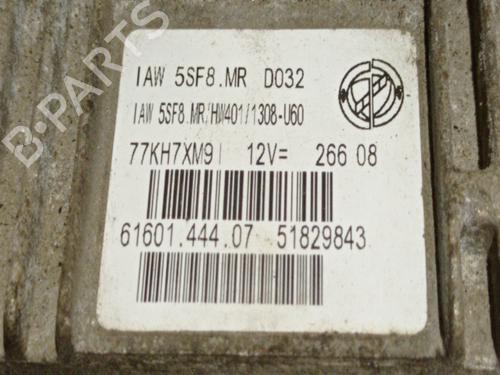 IAW 5SF8.MR D032
IAW 5SF8.MR/HW401/1308-U60
77KH7XM9 12V= 266 08
61601.444.07 51829843
B-PARTS